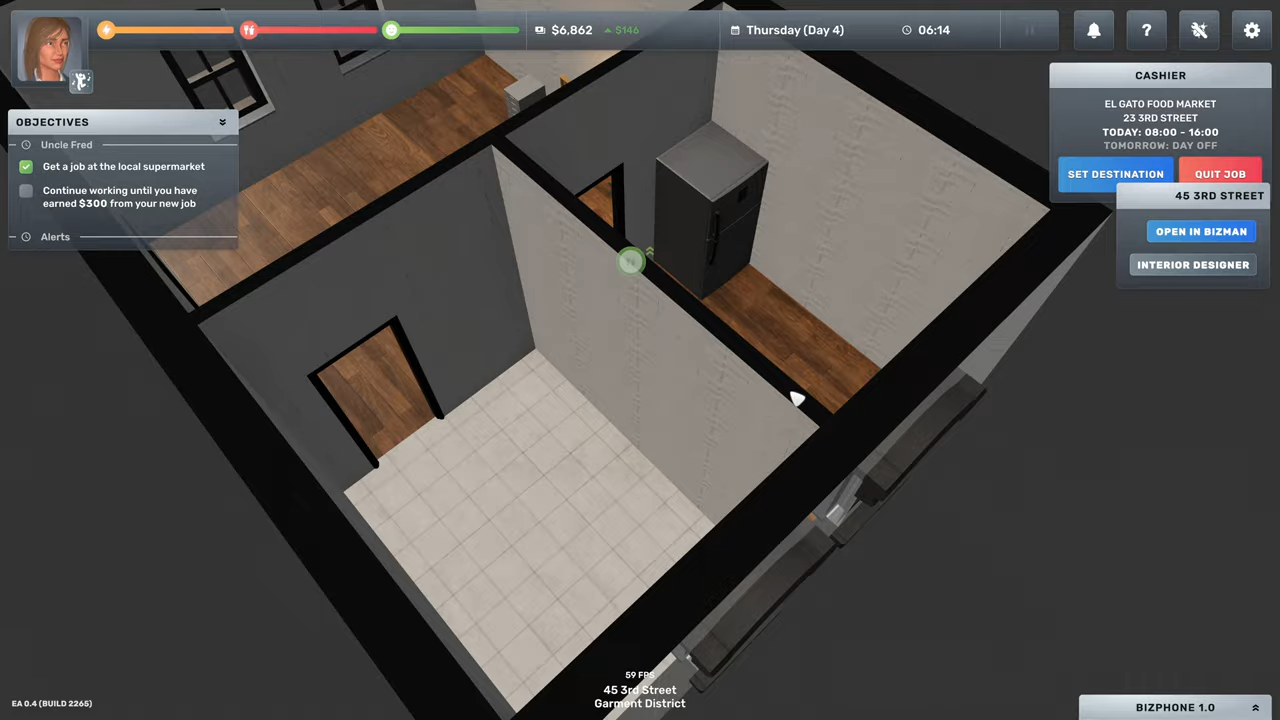 $6,862
$146
Thursday (Day 4)
06:14
?
OBJECTIVES
Uncle Fred
Get a job at the local supermarket
Continue working until you have
earned $300 from your new job
Alerts
CASHIER
EL GATO FOOD MARKET
23 3RD STREET
TODAY: 08:00 - 16:00
TOMORROW: DAY OFF
SET DESTINATION
QUIT JOB
45 3RD STREET
OPEN IN BIZMAN
INTERIOR DESIGNER
59 FPS
45 3rd Street
Garment District
EA 0.4 (BUILD 2265)
BIZPHONE 1.0